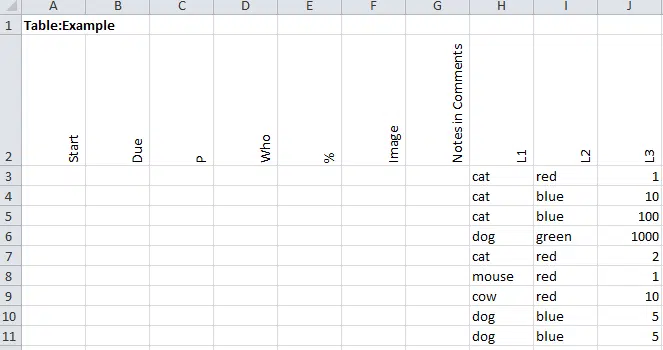 A B C D E F G H I J
1 Table:Example
2 Start Due P Who % Image Notes in Comments L1 L2 L3
3 cat red 1
4 cat blue 10
5 cat blue 100
6 dog green 1000
7 cat red 2
8 mouse red 1
9 cow red 10
10 dog blue 5
11 dog blue 5